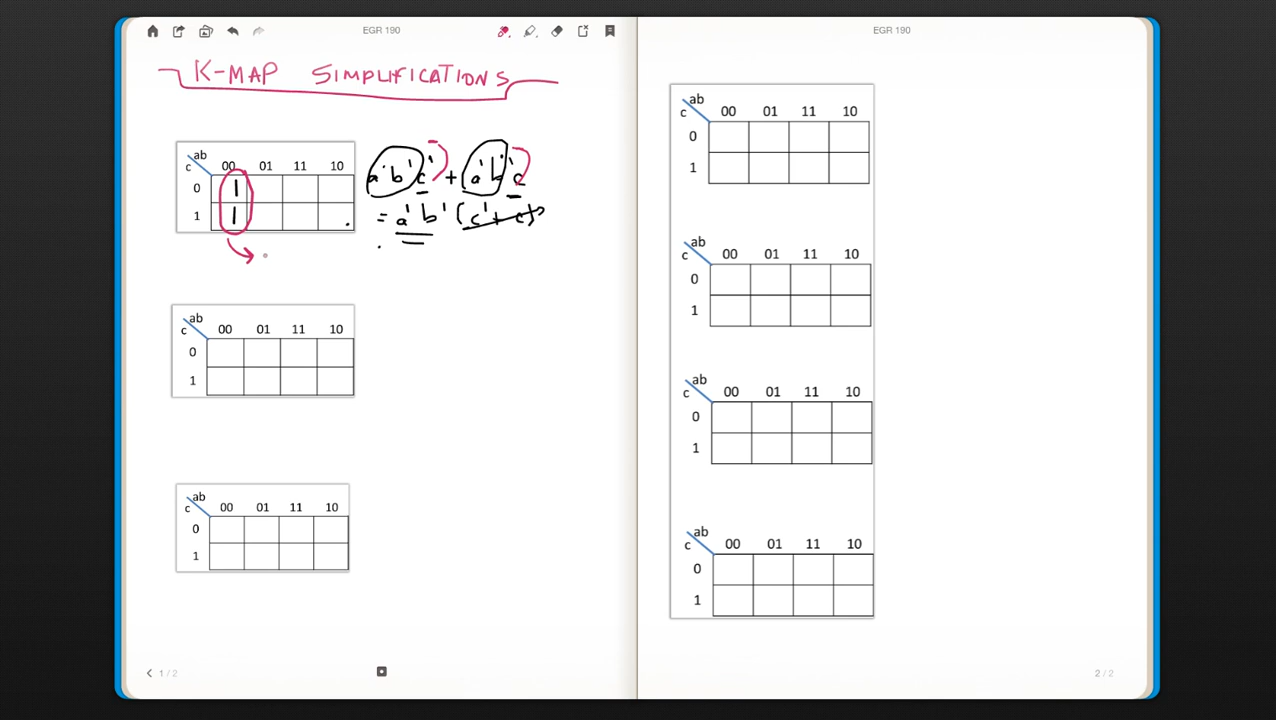 EGR 190
K-MAP SIMPLIFICATIONS
ab
c 00 01 11 10
0 1
1 1
a'b'c' + a'b'c
= a'b' (c'+c)
ab
c 00 01 11 10
0
1
ab
c 00 01 11 10
0
1
1 / 2
EGR 190
ab
c 00 01 11 10
0
1
ab
c 00 01 11 10
0
1
ab
c 00 01 11 10
0
1
ab
c 00 01 11 10
0
1
2 / 2